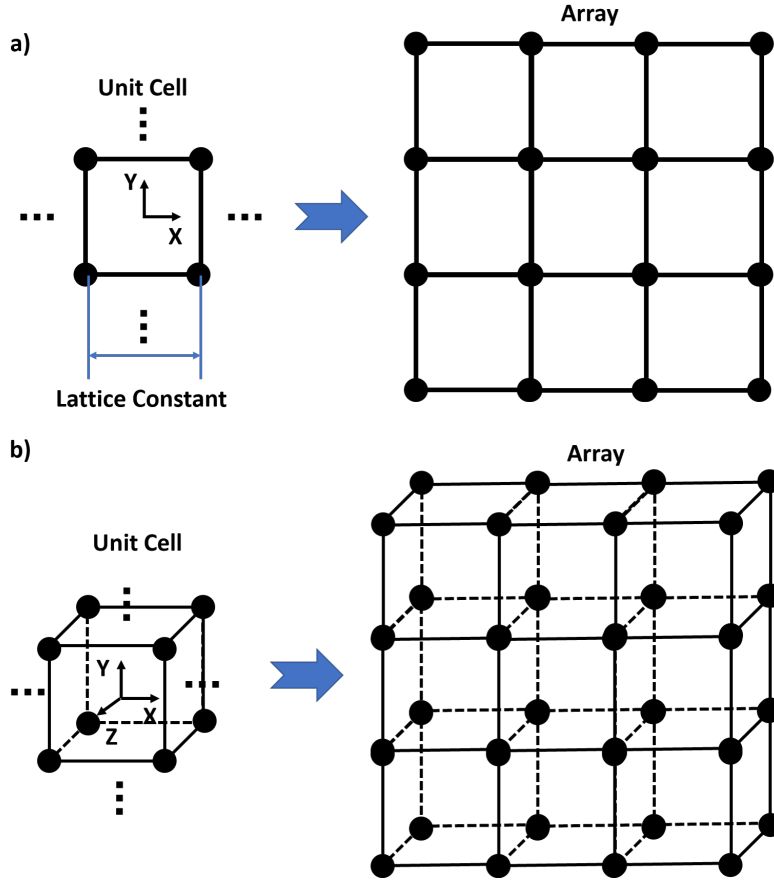 Array
a)
Unit Cell
Y
X
Lattice Constant
b)
Array
Unit Cell
Y
X
Z